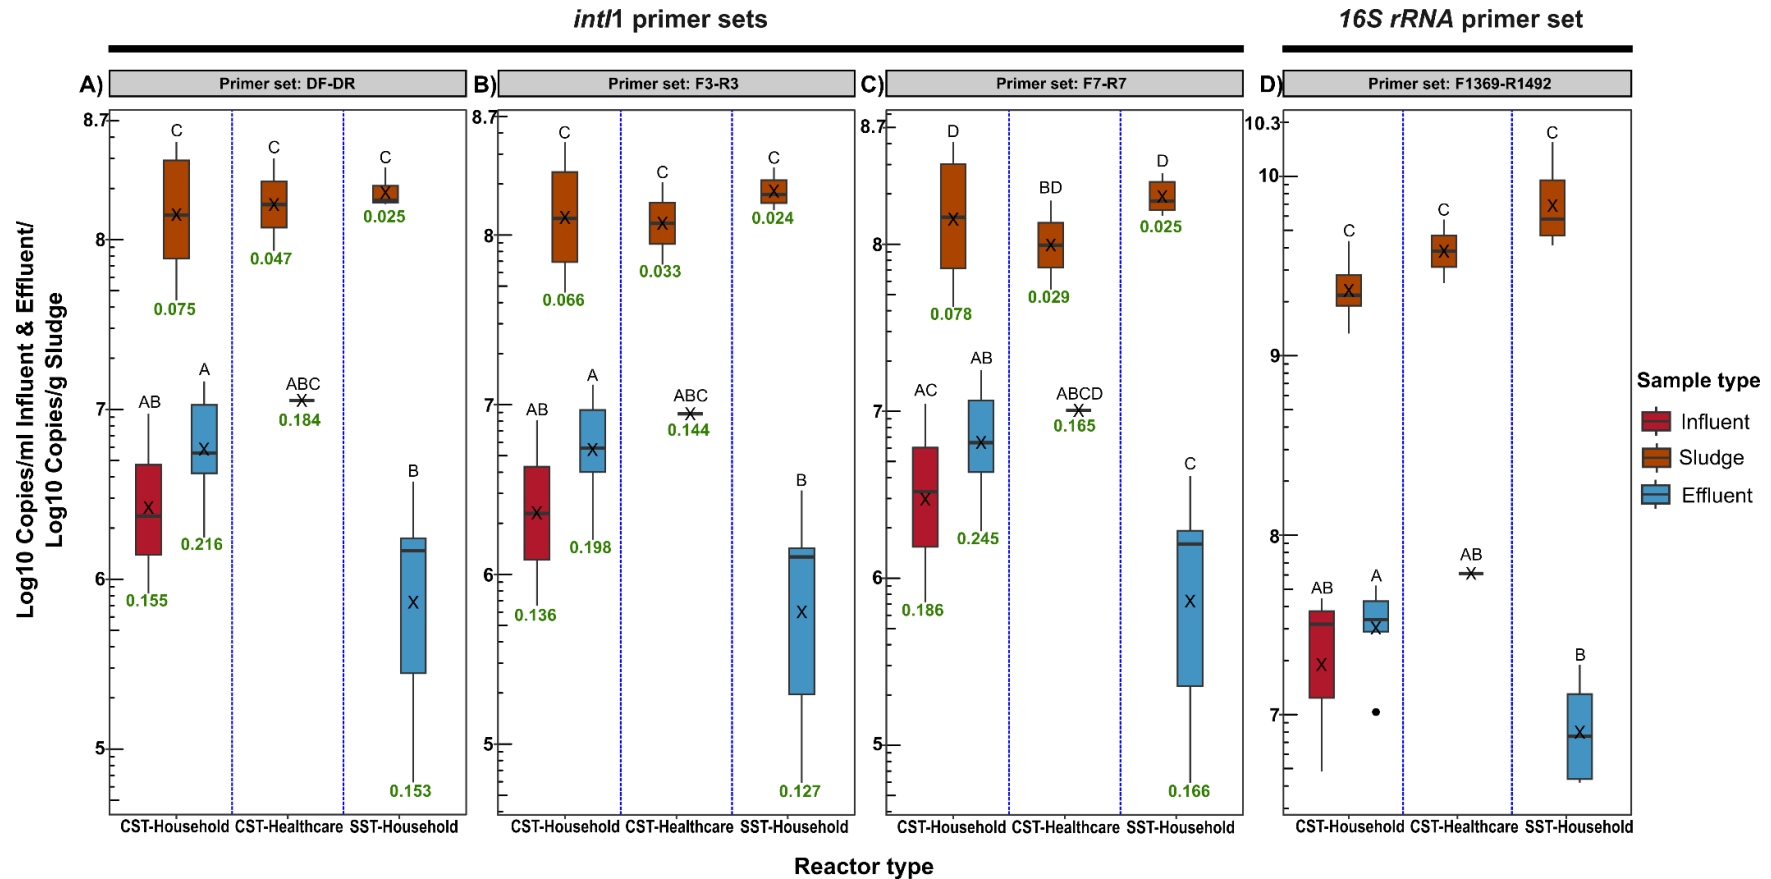 intI1 primer sets
16S rRNA primer set
A)
Primer set: DF-DR
B)
Primer set: F3-R3
C)
Primer set: F7-R7
D)
Primer set: F1369-R1492
Log10 Copies/ml Influent & Effluent/
Log10 Copies/g Sludge
8.7
8
7
6
5
C
0.075
C
0.047
C
0.025
AB
0.155
A
0.216
ABC
0.184
B
0.153
CST-Household
CST-Healthcare
SST-Household
8.7
8
7
6
5
C
0.066
C
0.033
C
0.024
AB
0.136
A
0.198
ABC
0.144
B
0.127
CST-Household
CST-Healthcare
SST-Household
8.7
8
7
6
5
D
0.078
BD
0.029
D
0.025
AC
0.186
AB
0.245
ABCD
0.165
C
0.166
CST-Household
CST-Healthcare
SST-Household
10.3
10
9
8
7
C
C
C
AB
A
AB
B
CST-Household
CST-Healthcare
SST-Household
Sample type
Influent
Sludge
Effluent
Reactor type